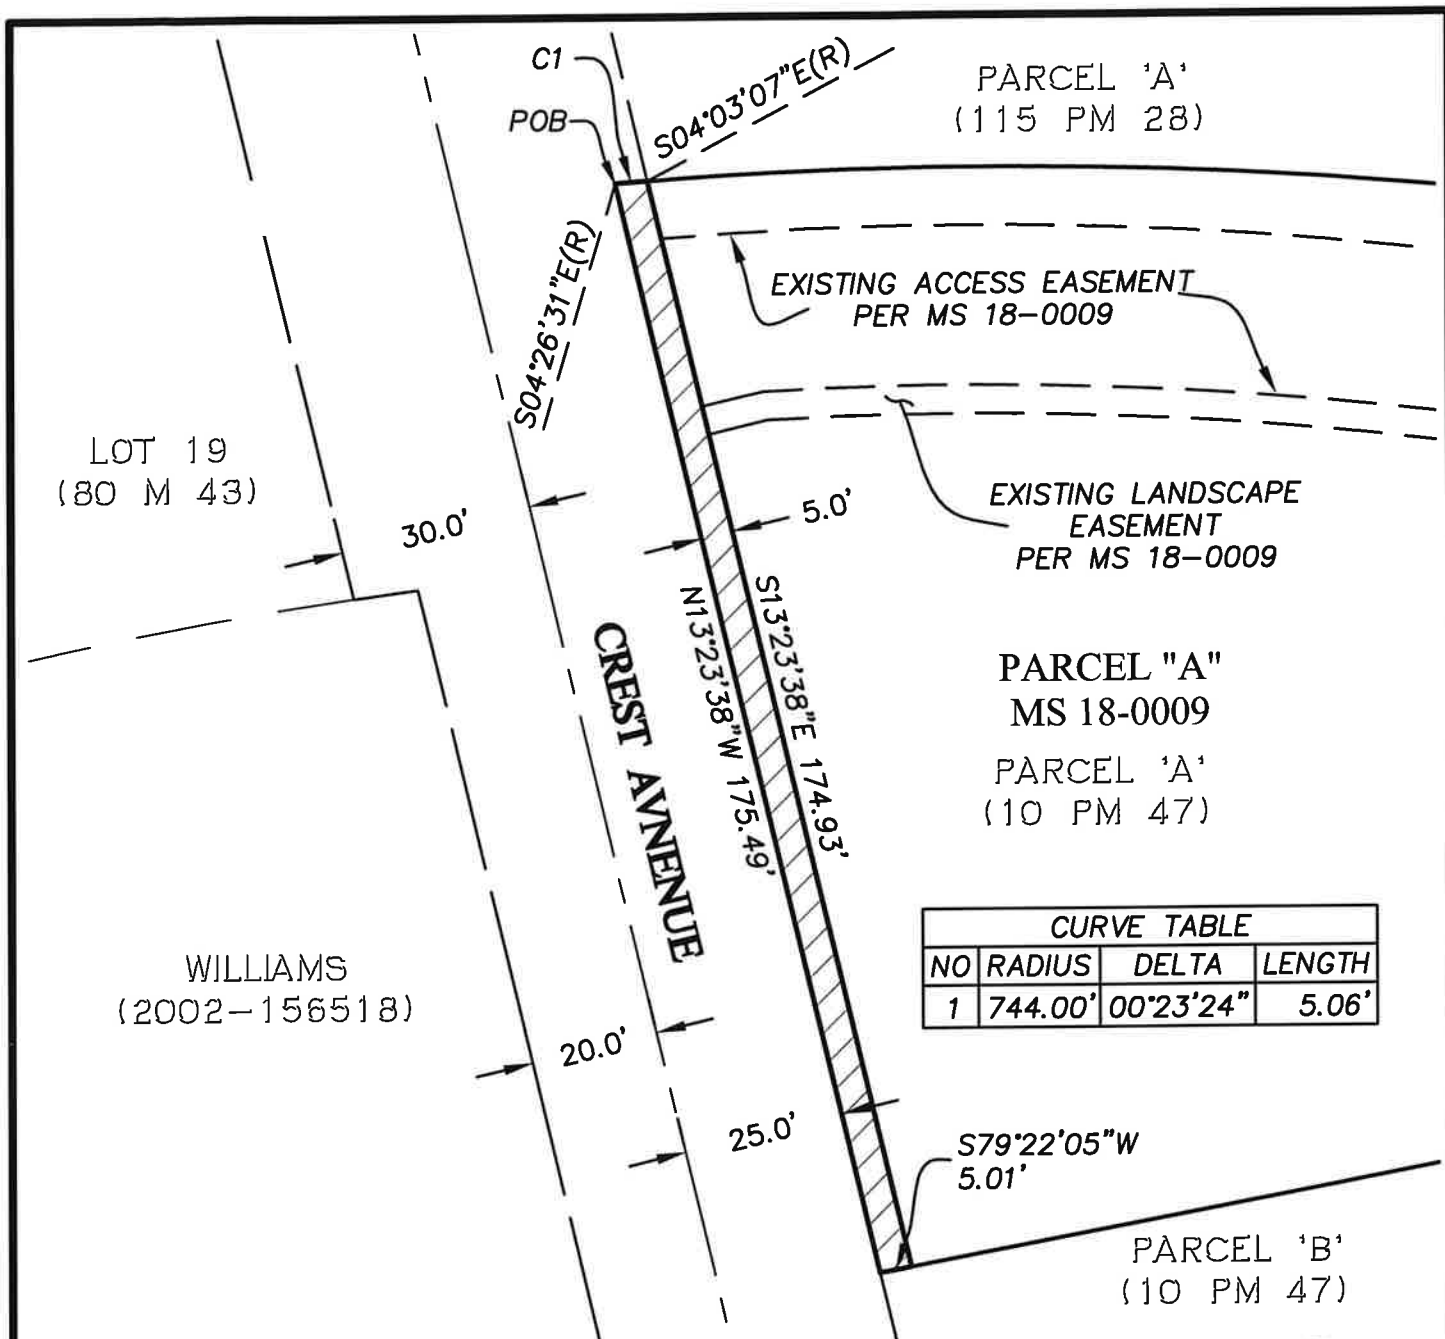 C1
POB
S04°03'07"E(R)
PARCEL 'A'
(115 PM 28)
S04°26'31"E(R)
EXISTING ACCESS EASEMENT
PER MS 18-0009
LOT 19
(80 M 43)
30.0'
5.0'
EXISTING LANDSCAPE
EASEMENT
PER MS 18-0009
N13°23'38"W 175.49'
S13°23'38"E 174.93'
CREST AVNENUE
PARCEL "A"
MS 18-0009
PARCEL 'A'
(10 PM 47)
CURVE TABLE
NO RADIUS DELTA LENGTH
1 744.00' 00°23'24" 5.06'
WILLIAMS
(2002-156518)
20.0'
25.0'
S79°22'05"W
5.01'
PARCEL 'B'
(10 PM 47)